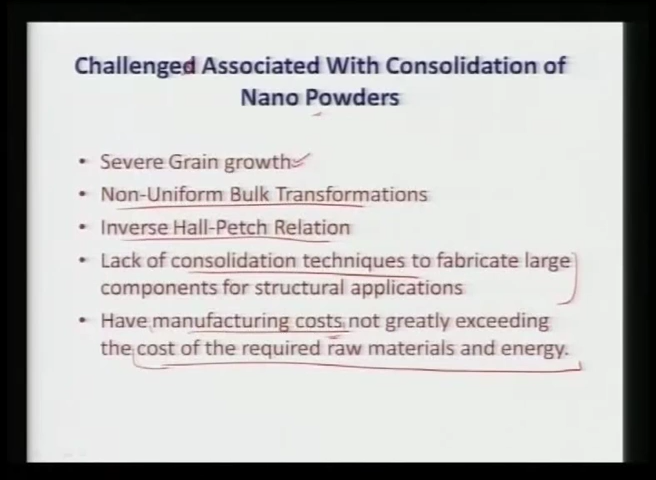 Challenged Associated With Consolidation of
Nano Powders
• Severe Grain growth
• Non-Uniform Bulk Transformations
• Inverse Hall-Petch Relation
• Lack of consolidation techniques to fabricate large
components for structural applications
• Have manufacturing costs not greatly exceeding
the cost of the required raw materials and energy.